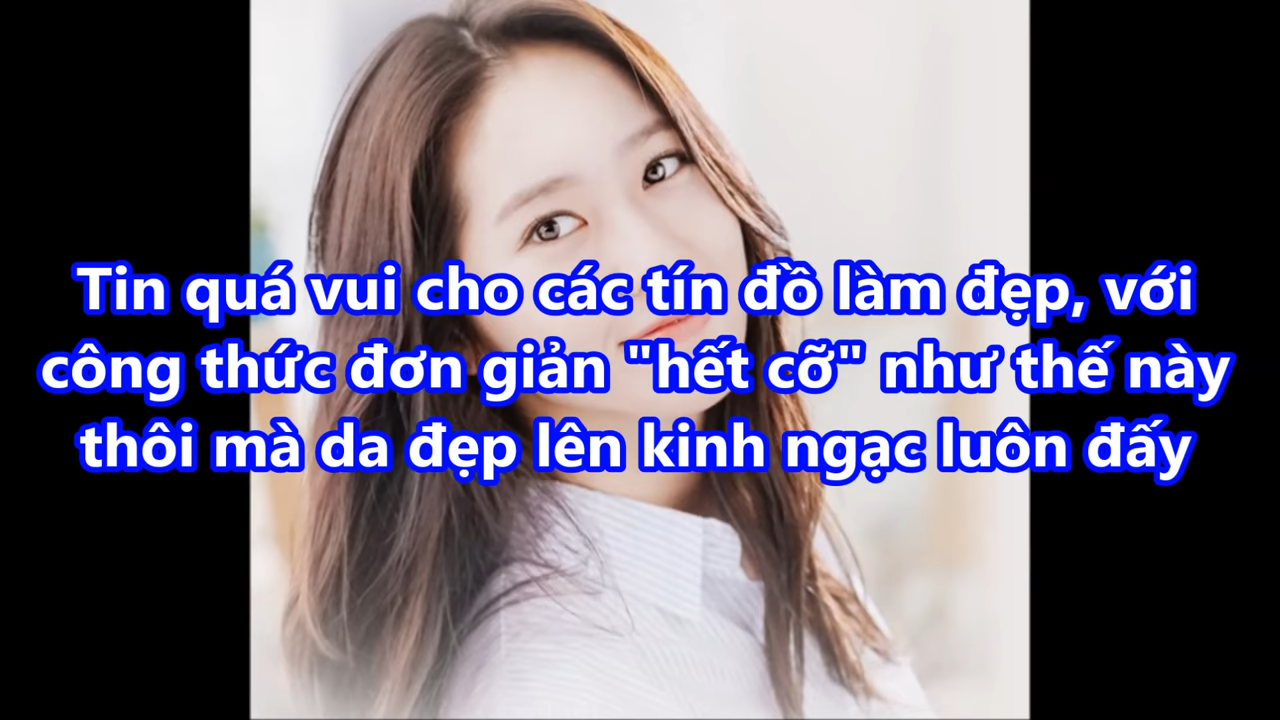 Tin quá vui cho các tín đồ làm đẹp, với
công thức đơn giản "hết cỡ" như thế này
thôi mà da đẹp lên kinh ngạc luôn đấy